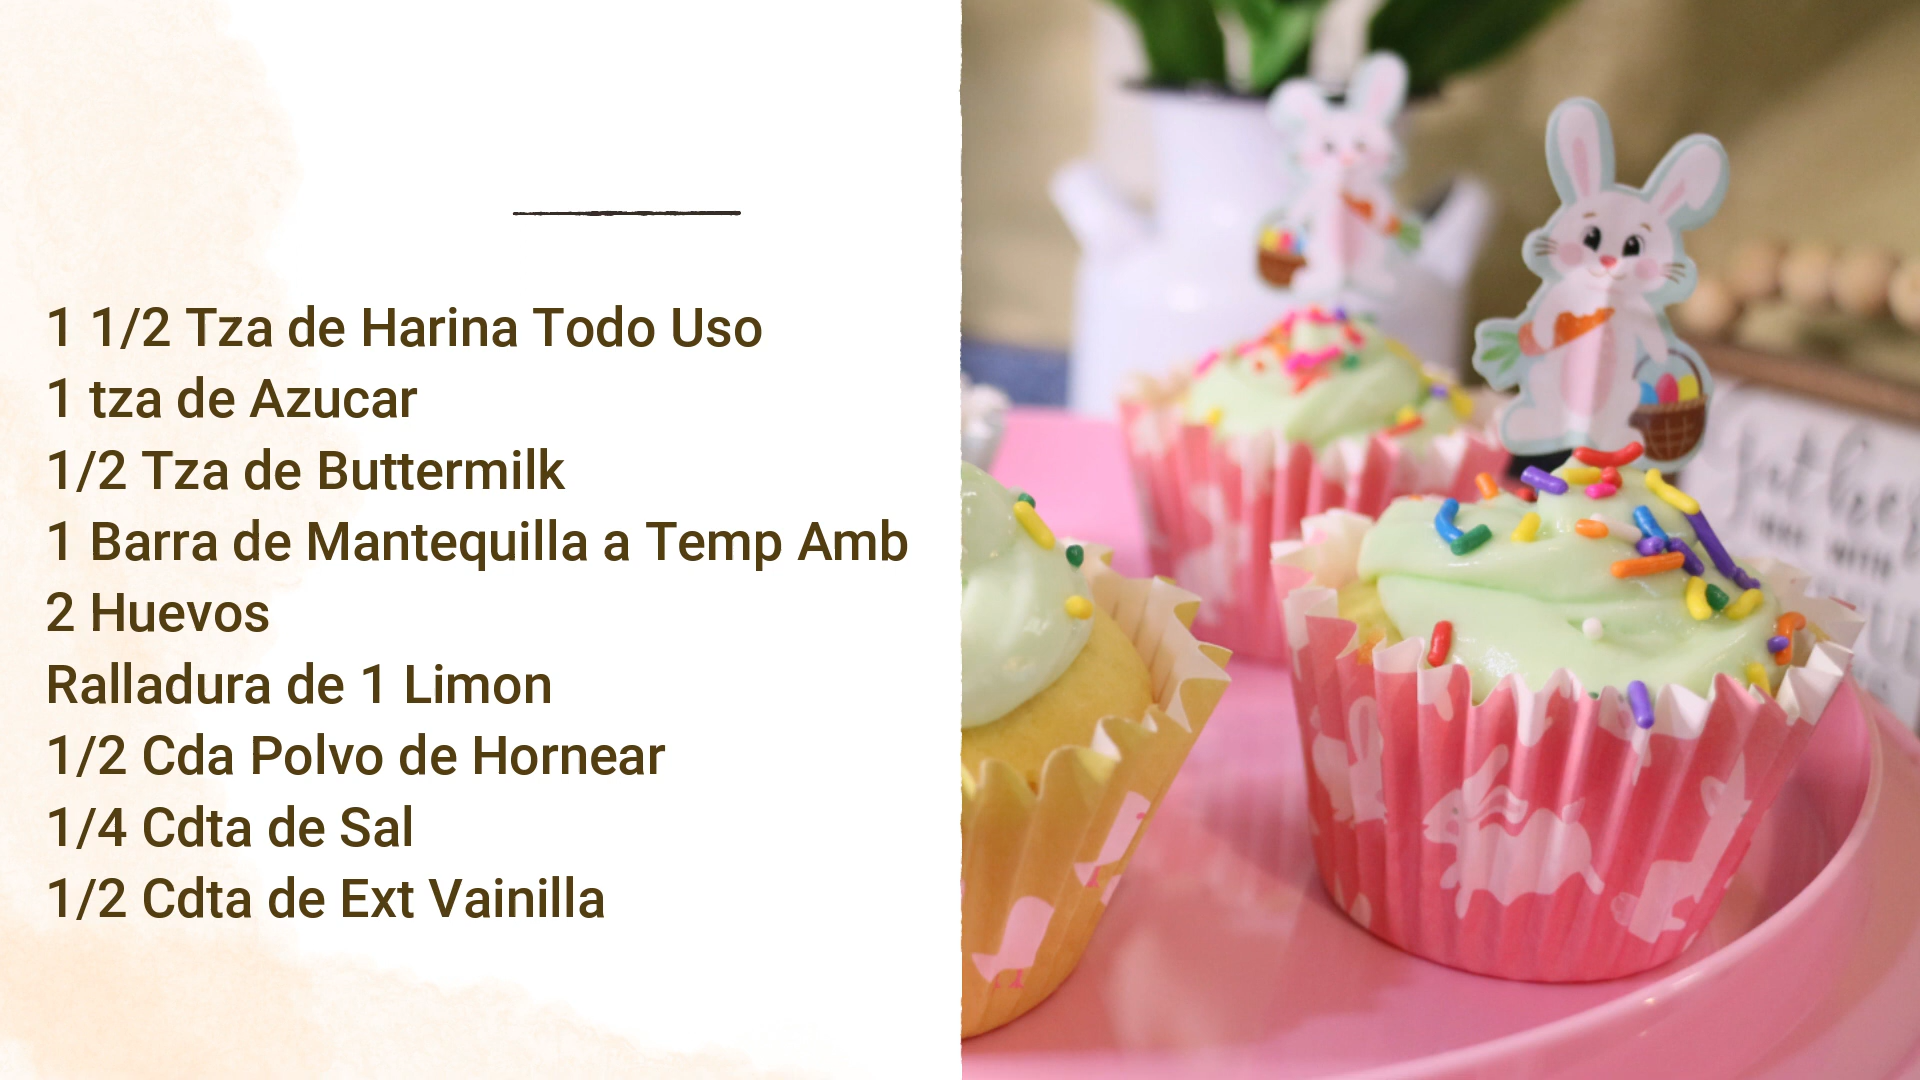 1 1/2 Tza de Harina Todo Uso
1 tza de Azucar
1/2 Tza de Buttermilk
1 Barra de Mantequilla a Temp Amb
2 Huevos
Ralladura de 1 Limon
1/2 Cda Polvo de Hornear
1/4 Cdta de Sal
1/2 Cdta de Ext Vainilla